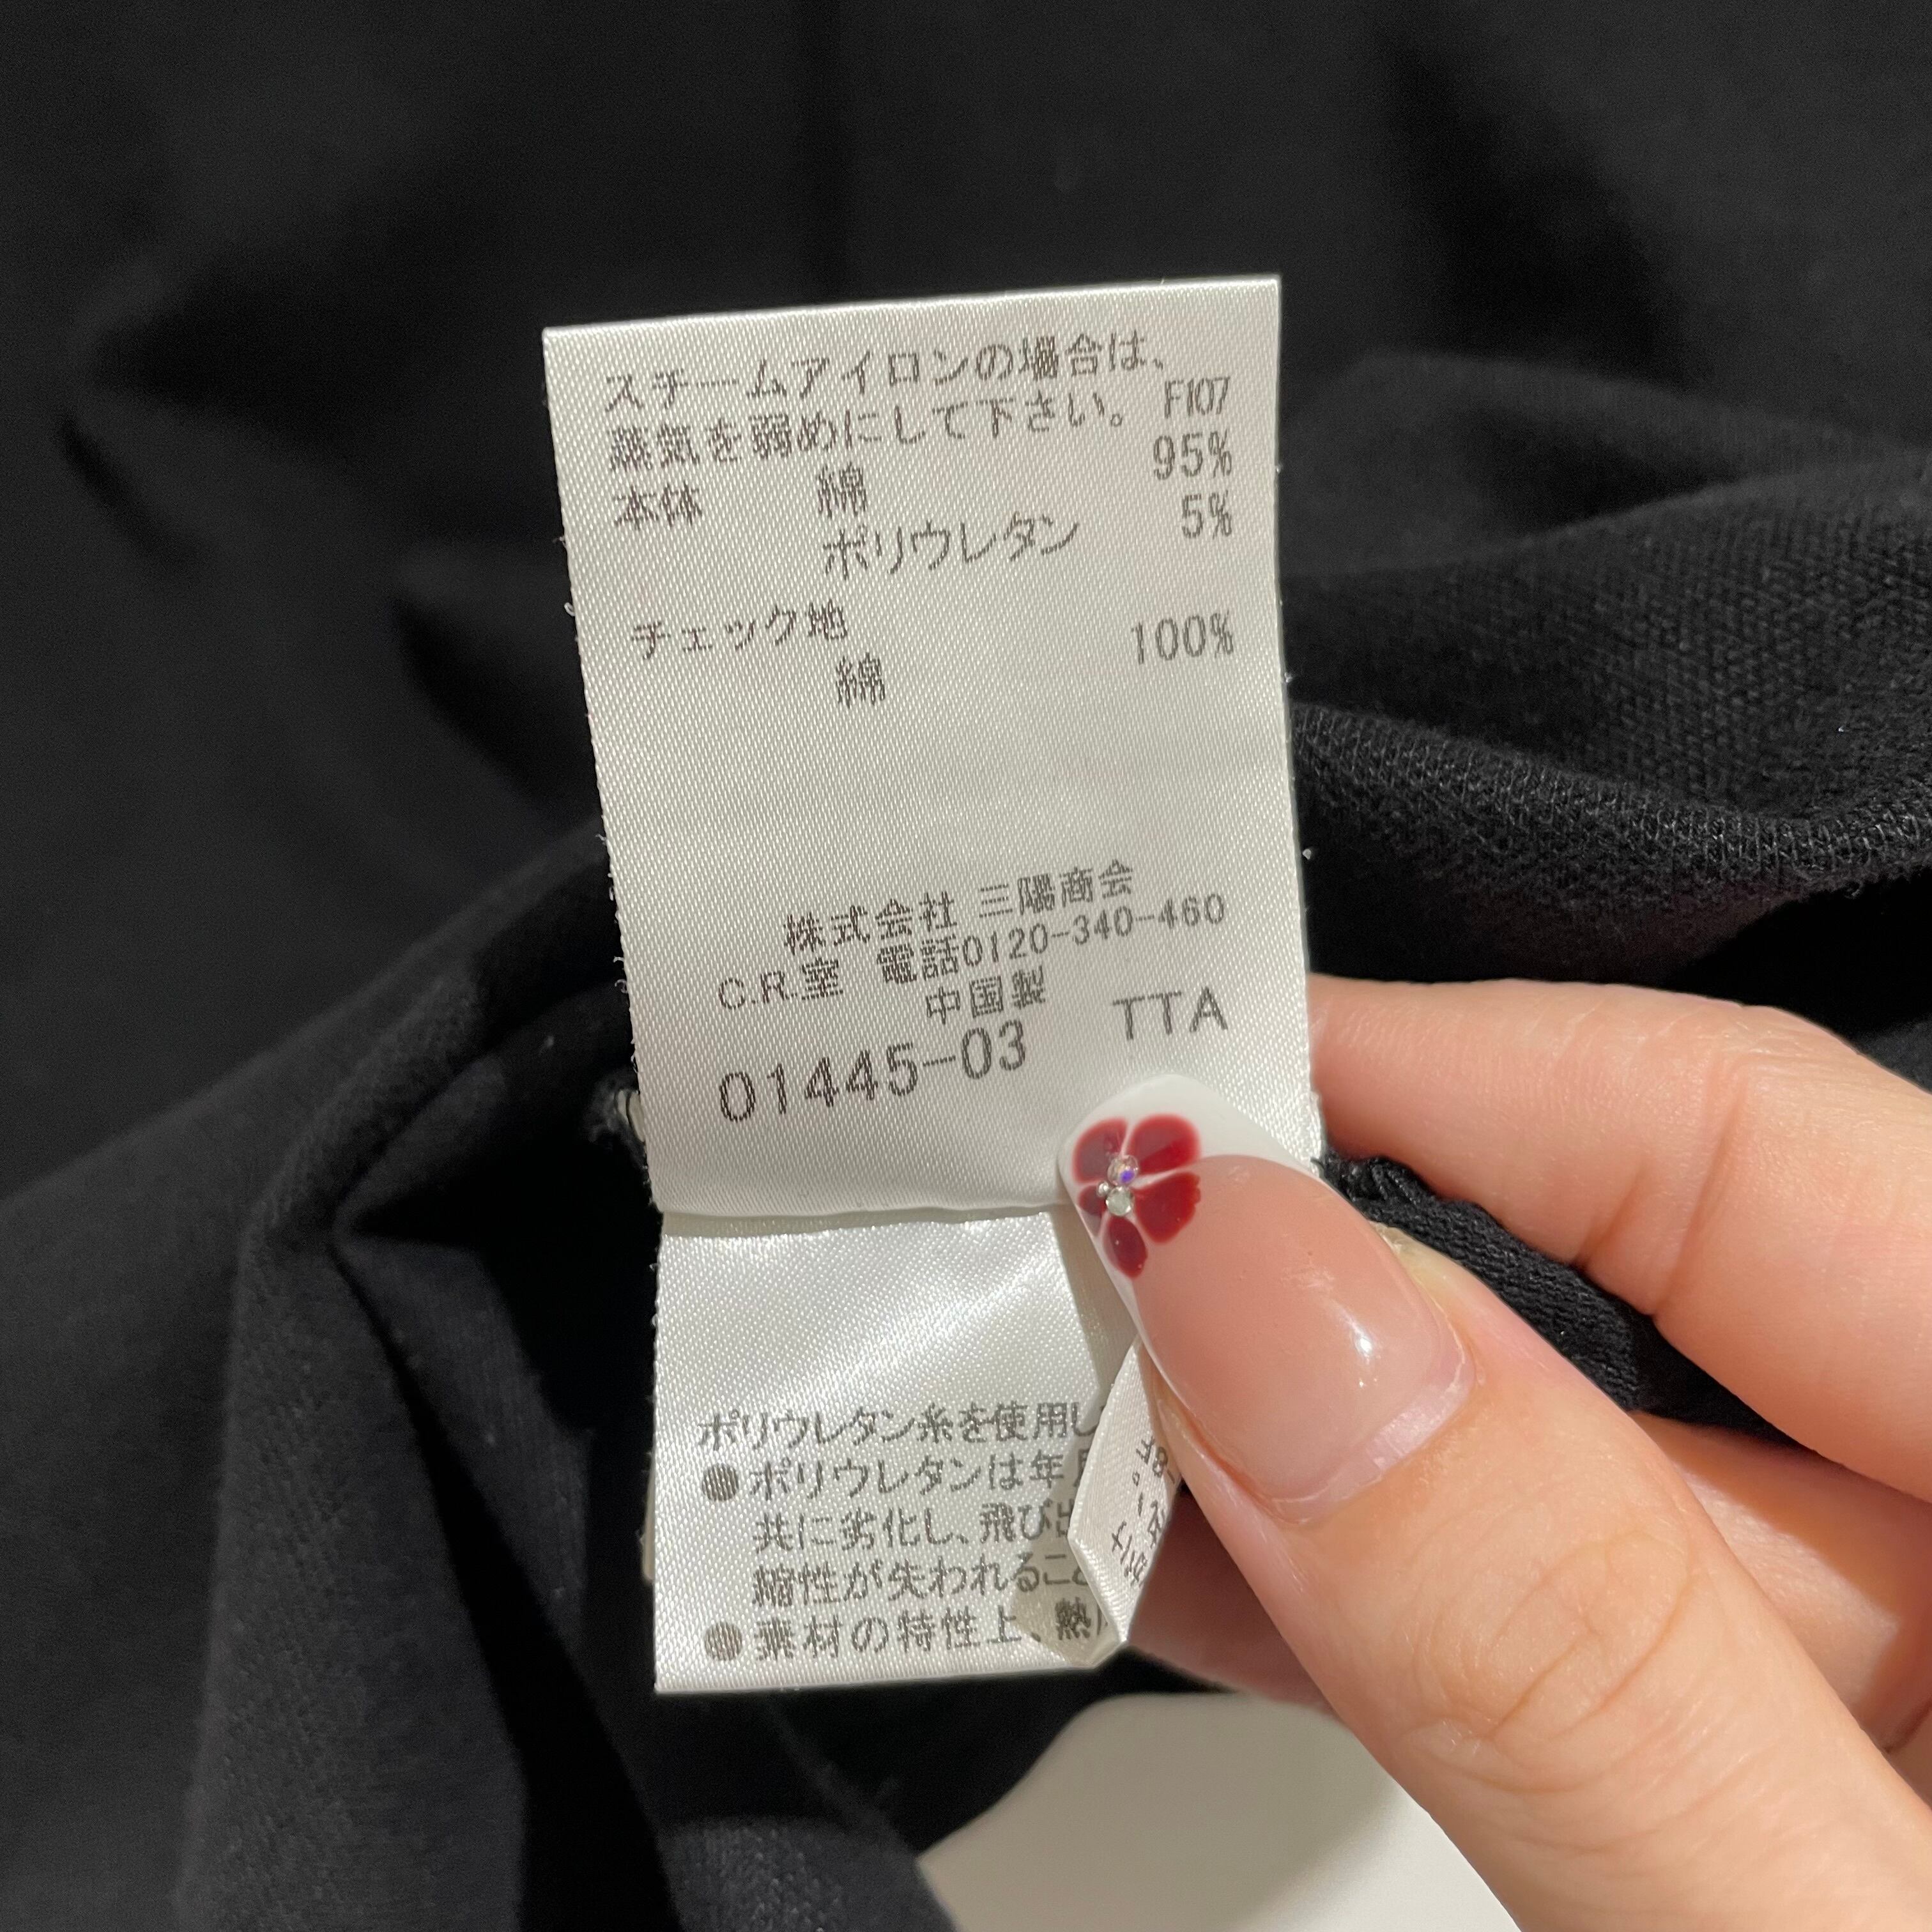 スチームアイロンの場合は、
蒸気を弱めにして下さい。 F107
本体 綿 95%
ポリウレタン 5%
チェック地
綿 100%
株式会社 三陽商会
C.R.室 電話0120-340-460
中国製
01445-03 TTA
ポリウレタン糸を使用し
●ポリウレタンは年月
共に劣化し、飛び出
縮性が失われること
●素材の特性上、熱に